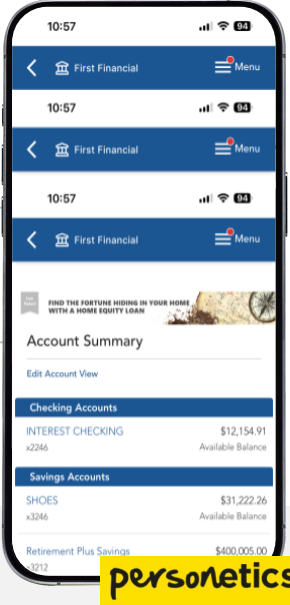 10:57
94
First Financial
Menu
10:57
94
First Financial
Menu
10:57
94
First Financial
Menu
FIND THE FORTUNE HIDING IN YOUR HOME
WITH A HOME EQUITY LOAN
Account Summary
Edit Account View
Checking Accounts
INTEREST CHECKING $12,154.91
x2246 Available Balance
Savings Accounts
SHOES $31,222.26
x3246 Available Balance
Retirement Plus Savings $400,005.00
x3212
personetics